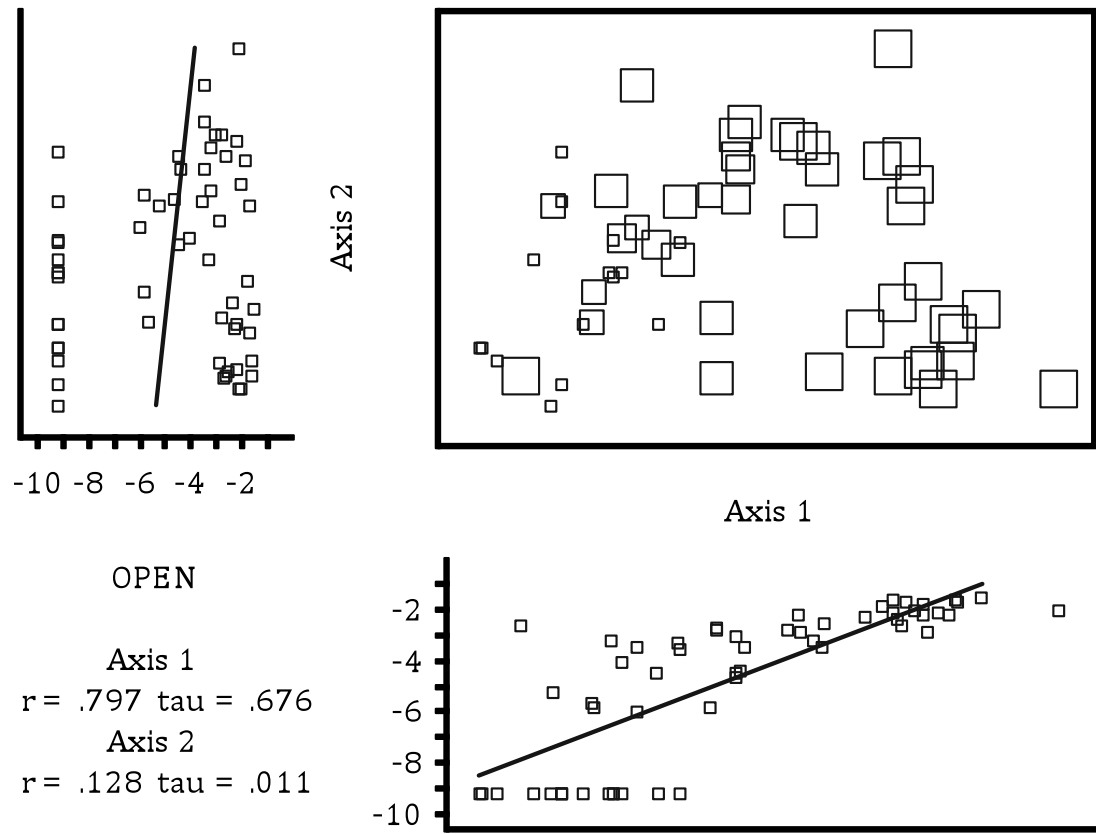 Axis 2
-10 -8 -6 -4 -2
Axis 1
OPEN
Axis 1
r = .797 tau = .676
Axis 2
r = .128 tau = .011
-2
-4
-6
-8
-10